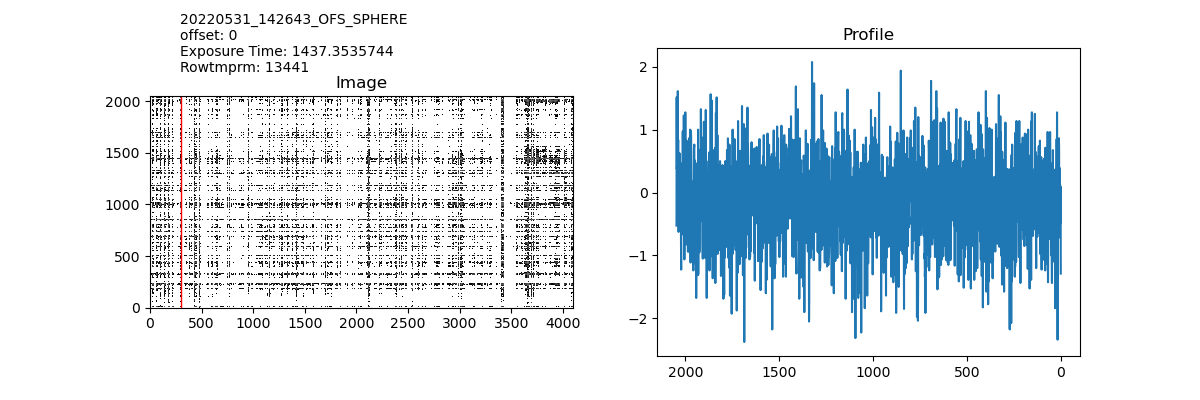 20220531_142643_OFS_SPHERE
offset: 0
Exposure Time: 1437.3535744
Rowtmprm: 13441
Image
2000
1500
1000
500
0
0 500 1000 1500 2000 2500 3000 3500 4000
Profile
2
1
0
−1
−2
2000 1500 1000 500 0